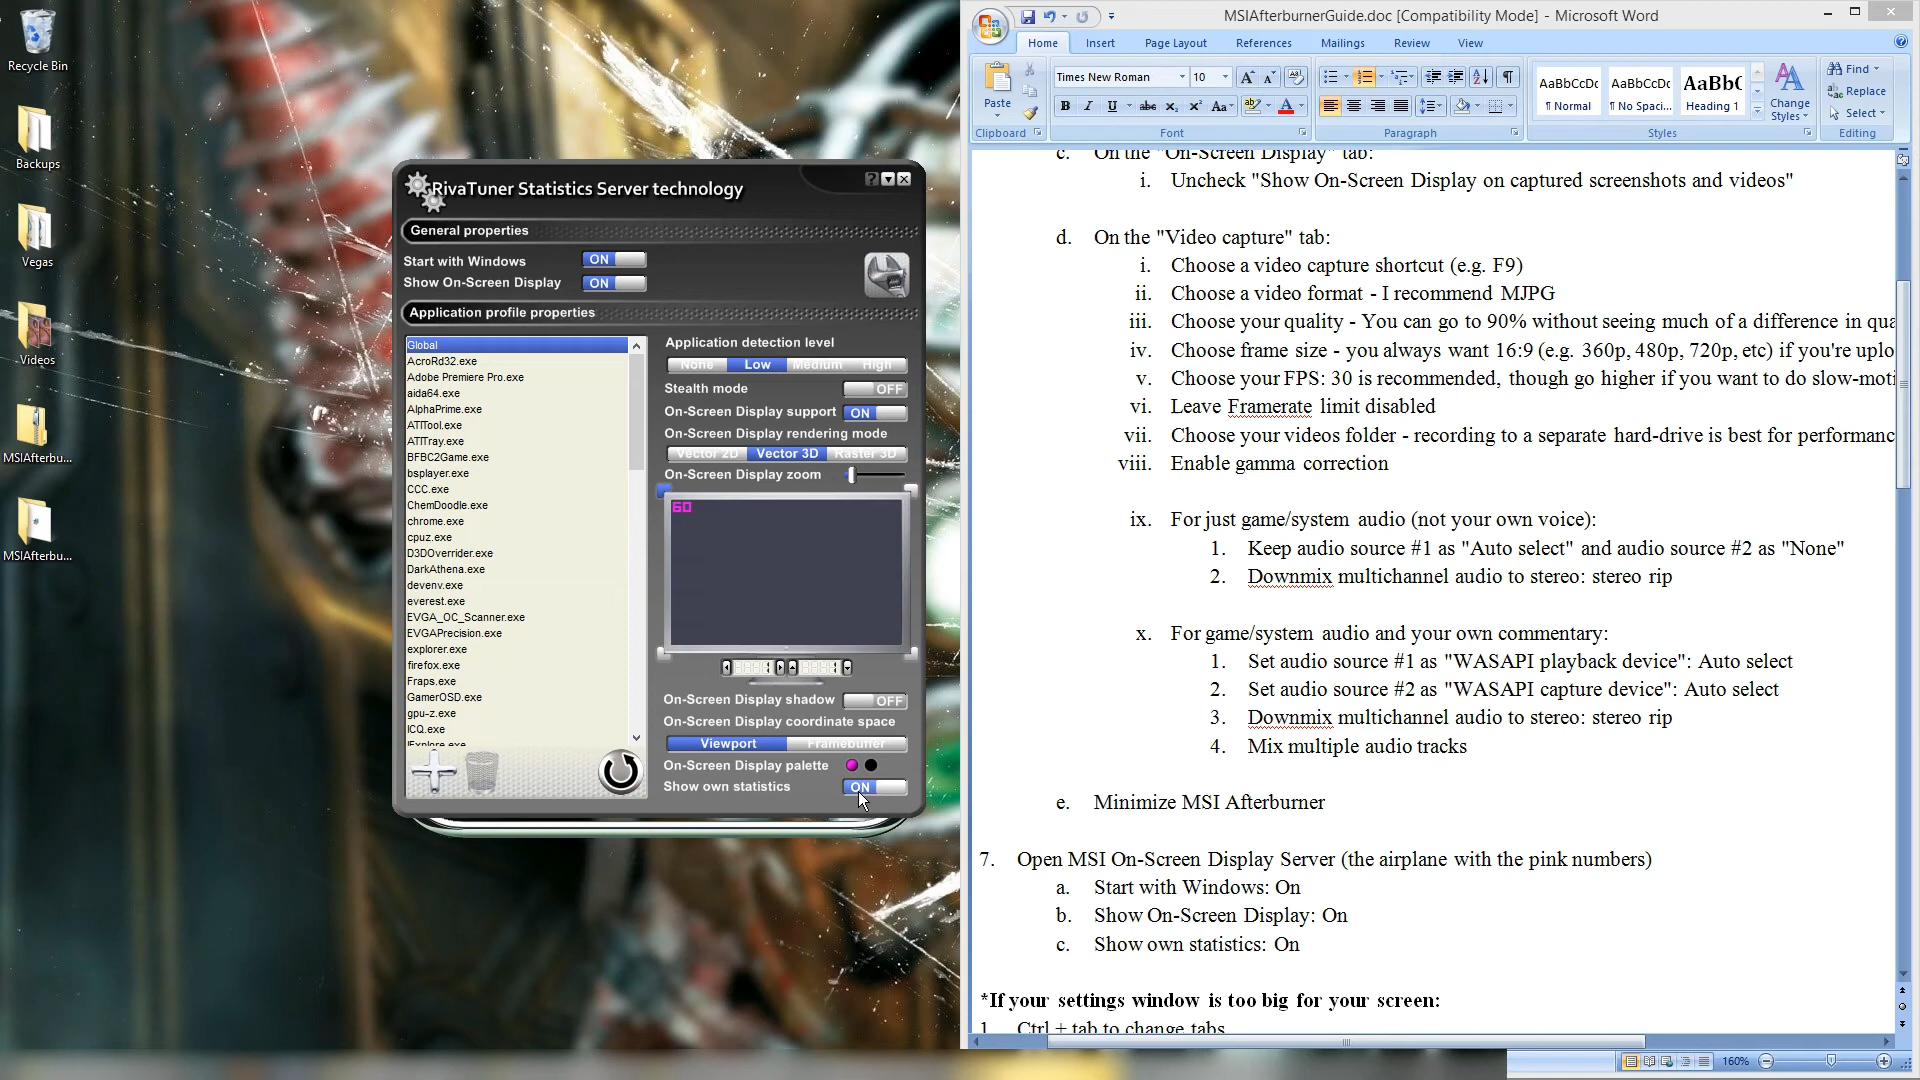 Recycle Bin
Backups
Vegas
Videos
MSIAfterbu...
MSIAfterbu...
RivaTuner Statistics Server technology
?
General properties
Start with Windows ON
Show On-Screen Display ON
Application profile properties
Global
AcroRd32.exe
Adobe Premiere Pro.exe
aida64.exe
AlphaPrime.exe
ATITool.exe
ATITray.exe
BFBC2Game.exe
bsplayer.exe
CCC.exe
ChemDoodle.exe
chrome.exe
cpuz.exe
D3DOverrider.exe
DarkAthena.exe
devenv.exe
everest.exe
EVGA_OC_Scanner.exe
EVGAPrecision.exe
explorer.exe
firefox.exe
Fraps.exe
GamerOSD.exe
gpu-z.exe
ICQ.exe
IExplore.exe
Application detection level
None Low Medium High
Stealth mode OFF
On-Screen Display support ON
On-Screen Display rendering mode
Vector 2D Vector 3D Raster 3D
On-Screen Display zoom
60
1 1
On-Screen Display shadow OFF
On-Screen Display coordinate space
Viewport Framebuffer
On-Screen Display palette
Show own statistics ON
MSIAfterburnerGuide.doc [Compatibility Mode] - Microsoft Word
Home Insert Page Layout References Mailings Review View
Times New Roman 10
Paste
Clipboard
Font
Paragraph
AaBbCcDc AaBbCcDc AaBbC
¶ Normal ¶ No Spaci... Heading 1
Change
Styles
Styles
Find
Replace
Select
Editing
c. On the "On-Screen Display" tab:
i. Uncheck "Show On-Screen Display on captured screenshots and videos"
d. On the "Video capture" tab:
i. Choose a video capture shortcut (e.g. F9)
ii. Choose a video format - I recommend MJPG
iii. Choose your quality - You can go to 90% without seeing much of a difference in qua
iv. Choose frame size - you always want 16:9 (e.g. 360p, 480p, 720p, etc) if you're uplo
v. Choose your FPS: 30 is recommended, though go higher if you want to do slow-moti
vi. Leave Framerate limit disabled
vii. Choose your videos folder - recording to a separate hard-drive is best for performanc
viii. Enable gamma correction
ix. For just game/system audio (not your own voice):
1. Keep audio source #1 as "Auto select" and audio source #2 as "None"
2. Downmix multichannel audio to stereo: stereo rip
x. For game/system audio and your own commentary:
1. Set audio source #1 as "WASAPI playback device": Auto select
2. Set audio source #2 as "WASAPI capture device": Auto select
3. Downmix multichannel audio to stereo: stereo rip
4. Mix multiple audio tracks
e. Minimize MSI Afterburner
7. Open MSI On-Screen Display Server (the airplane with the pink numbers)
a. Start with Windows: On
b. Show On-Screen Display: On
c. Show own statistics: On
*If your settings window is too big for your screen:
1. Ctrl + tab to change tabs
160%